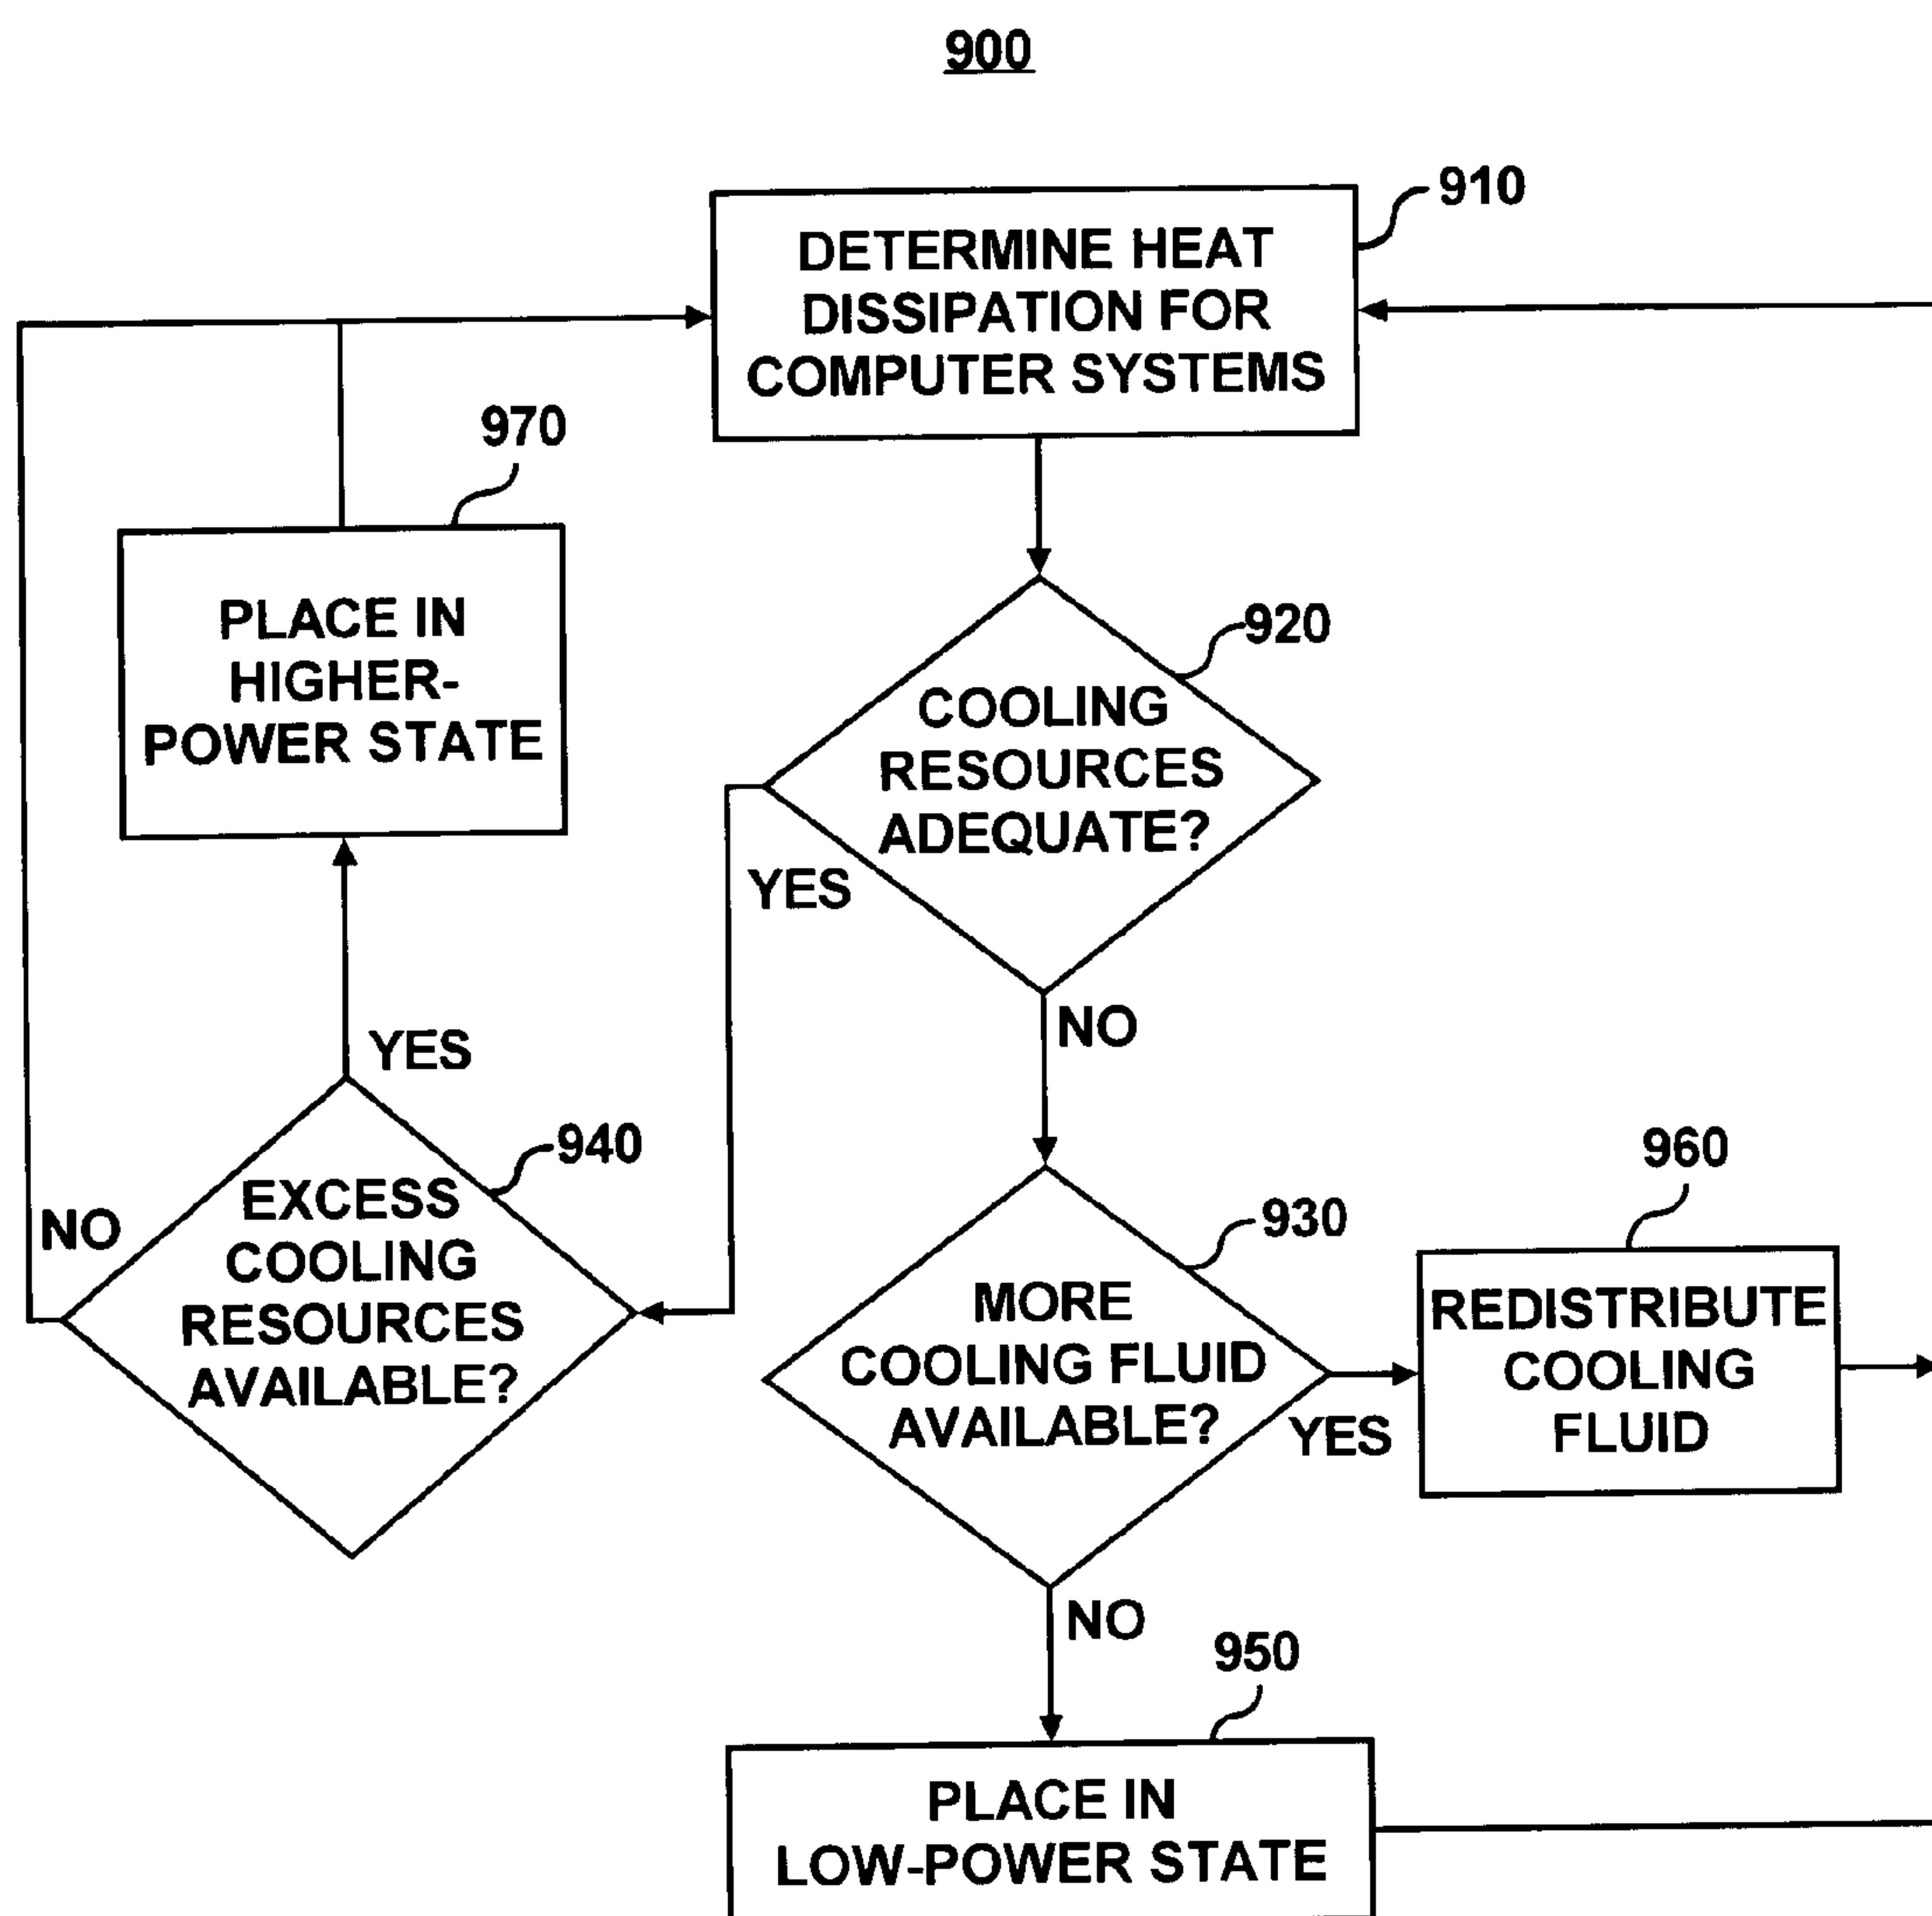 900
910
DETERMINE HEAT
DISSIPATION FOR
COMPUTER SYSTEMS
970
PLACE IN
HIGHER-
POWER STATE
920
COOLING
RESOURCES
ADEQUATE?
YES
NO
YES
940
EXCESS
COOLING
RESOURCES
AVAILABLE?
NO
930
MORE
COOLING FLUID
AVAILABLE?
YES
960
REDISTRIBUTE
COOLING
FLUID
NO
950
PLACE IN
LOW-POWER STATE